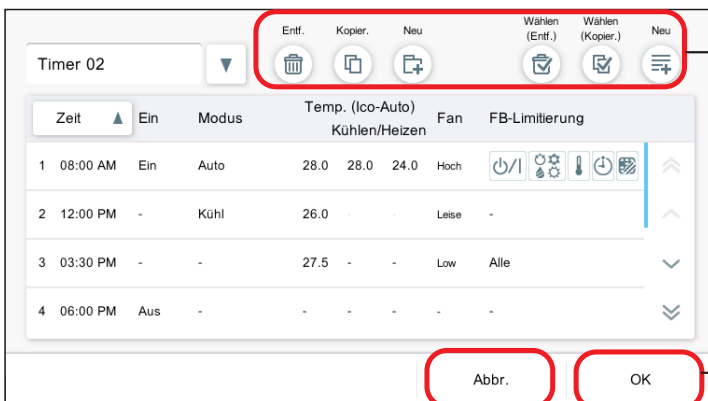 Entf. Kopier. Neu Wählen (Entf.) Wählen (Kopier.) Neu
Timer 02 ▼
Zeit ▲ Ein Modus Temp. (Ico-Auto) Kühlen/Heizen Fan FB-Limitierung
1 08:00 AM Ein Auto 28.0 28.0 24.0 Hoch
2 12:00 PM - Kühl 26.0 - - Leise -
3 03:30 PM - - 27.5 - - Low Alle
4 06:00 PM Aus - - - - - -
Abbr. OK